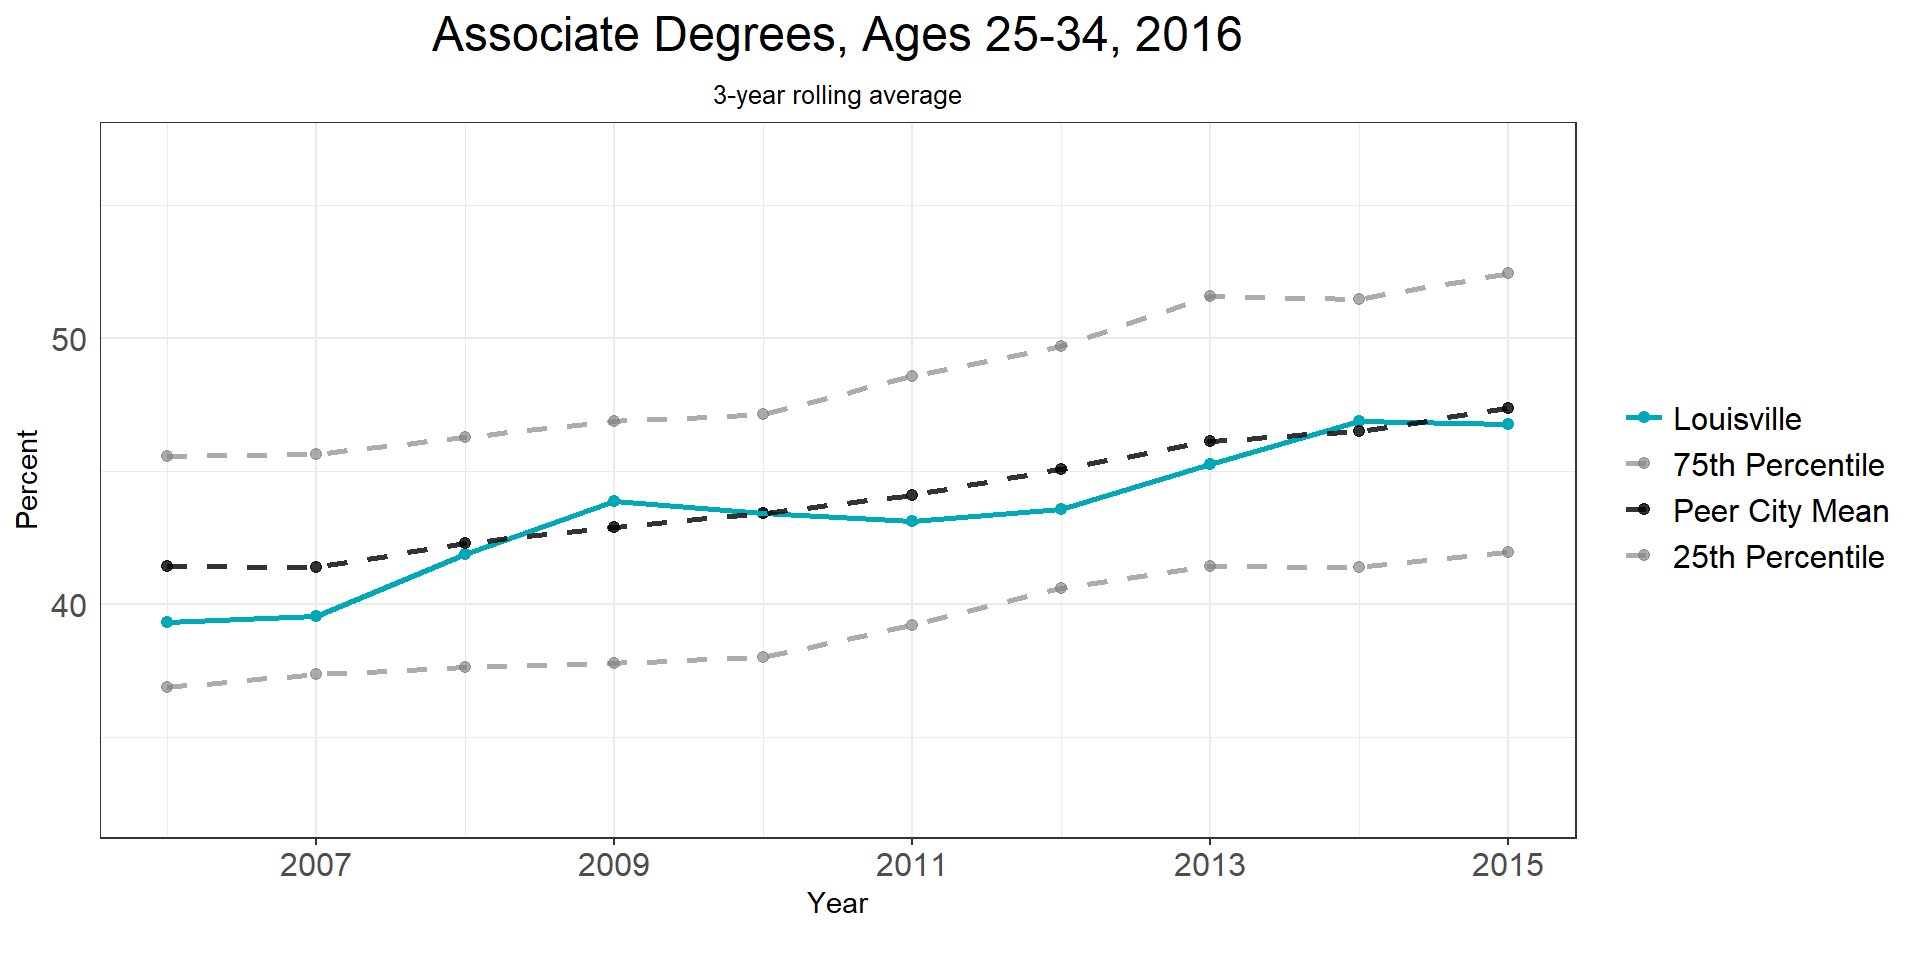 Associate Degrees, Ages 25-34, 2016
3-year rolling average
Percent
50
40
2007
2009
2011
2013
2015
Year
Louisville
75th Percentile
Peer City Mean
25th Percentile